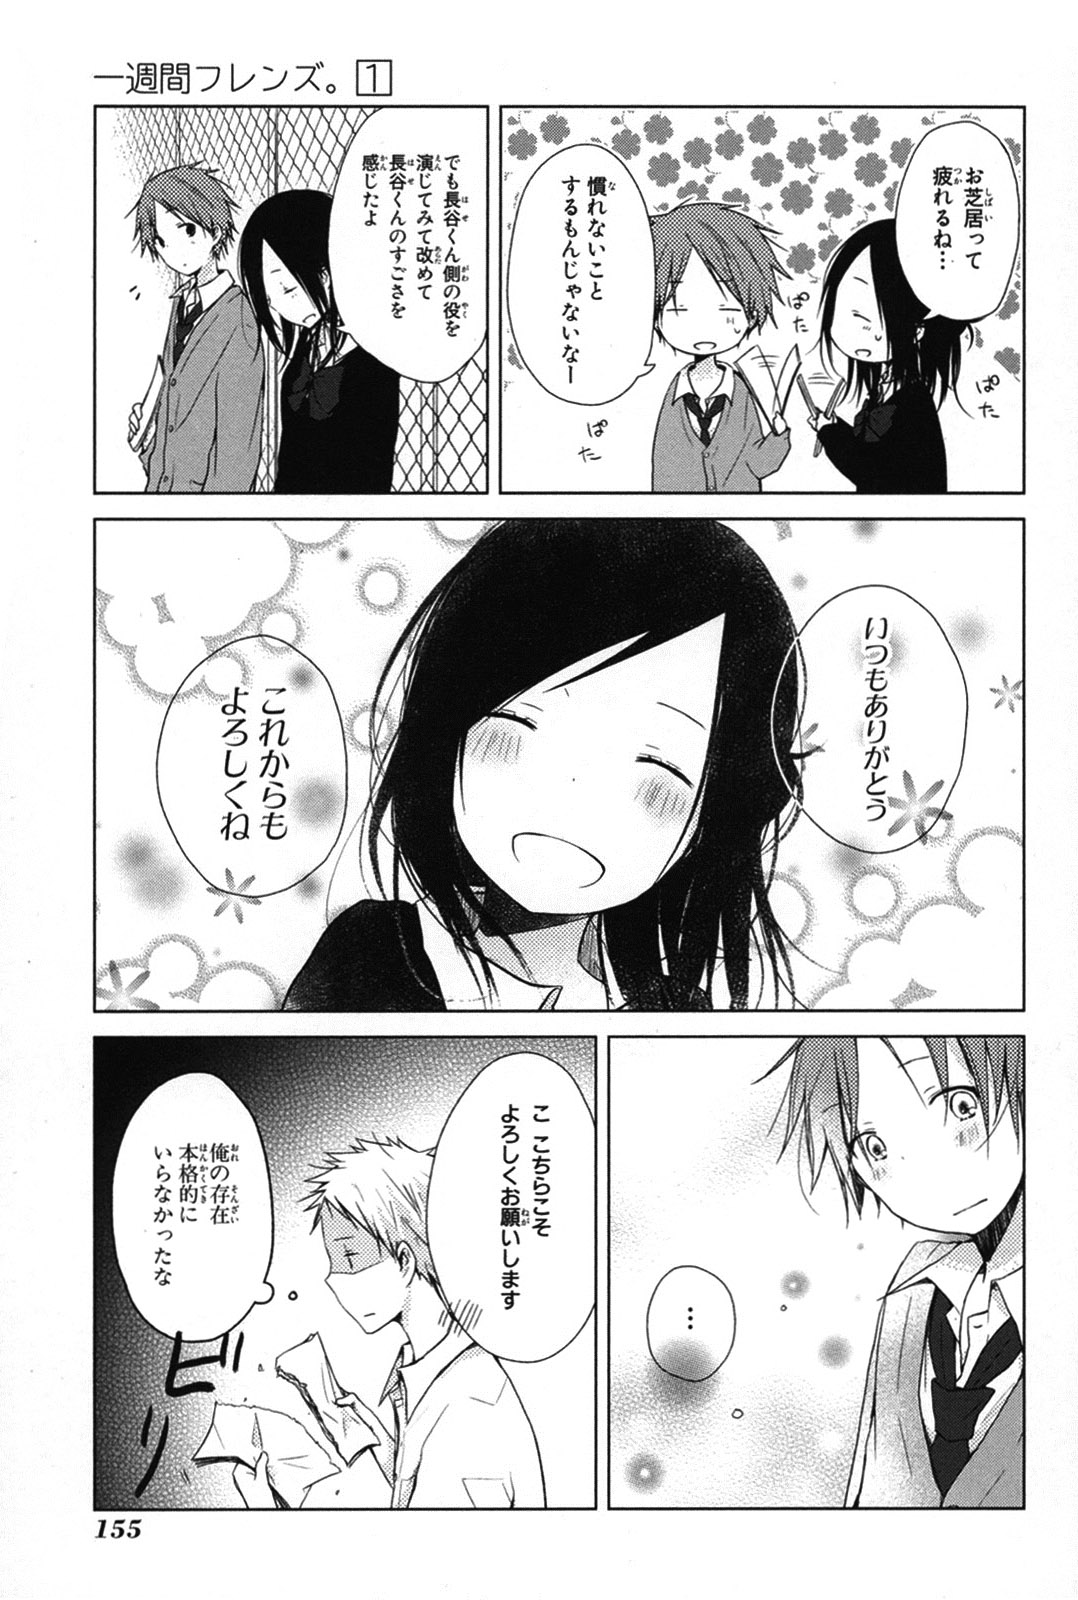 一週間フレンズ。1
お芝居って
疲れるね…
慣れないこと
するもんじゃないなー
ぱた
ぱた
ぱた
でも長谷くん側の役を
演じてみて改めて
長谷くんのすごさを
感じたよ
いつもありがとう
これからも
よろしくね
…
こ こちらこそ
よろしくお願いします
俺の存在
本格的に
いらなかったな
ビリ
155